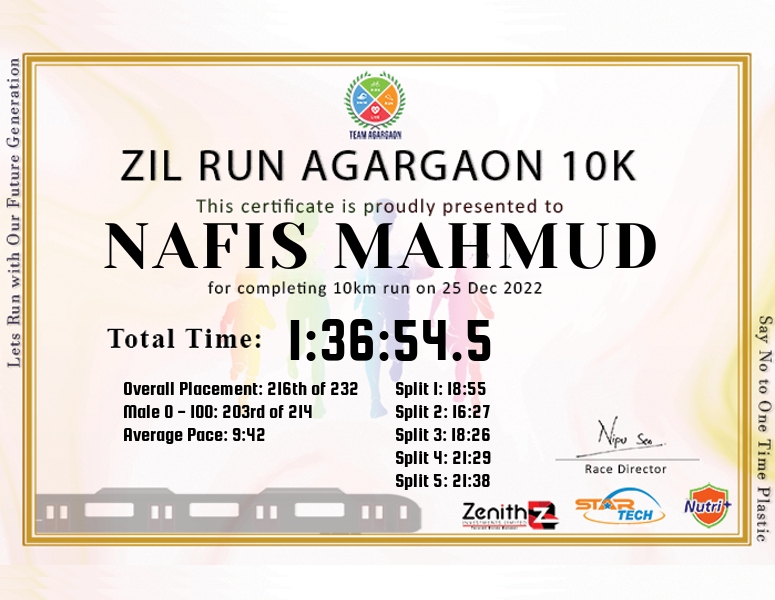 Lets Run with Our Future Generation
TEAM AGARGAON
ZIL RUN AGARGAON 10K
This certificate is proudly presented to
NAFIS MAHMUD
for completing 10km run on 25 Dec 2022
Total Time: 1:36:54.5
Overall Placement: 216th of 232
Male 0 - 100: 203rd of 214
Average Pace: 9:42
Split 1: 18:55
Split 2: 16:27
Split 3: 18:26
Split 4: 21:29
Split 5: 21:38
Race Director
Zenith
INVESTMENTS LIMITED
STAR
TECH
Nutri+
Say No to One Time Plastic